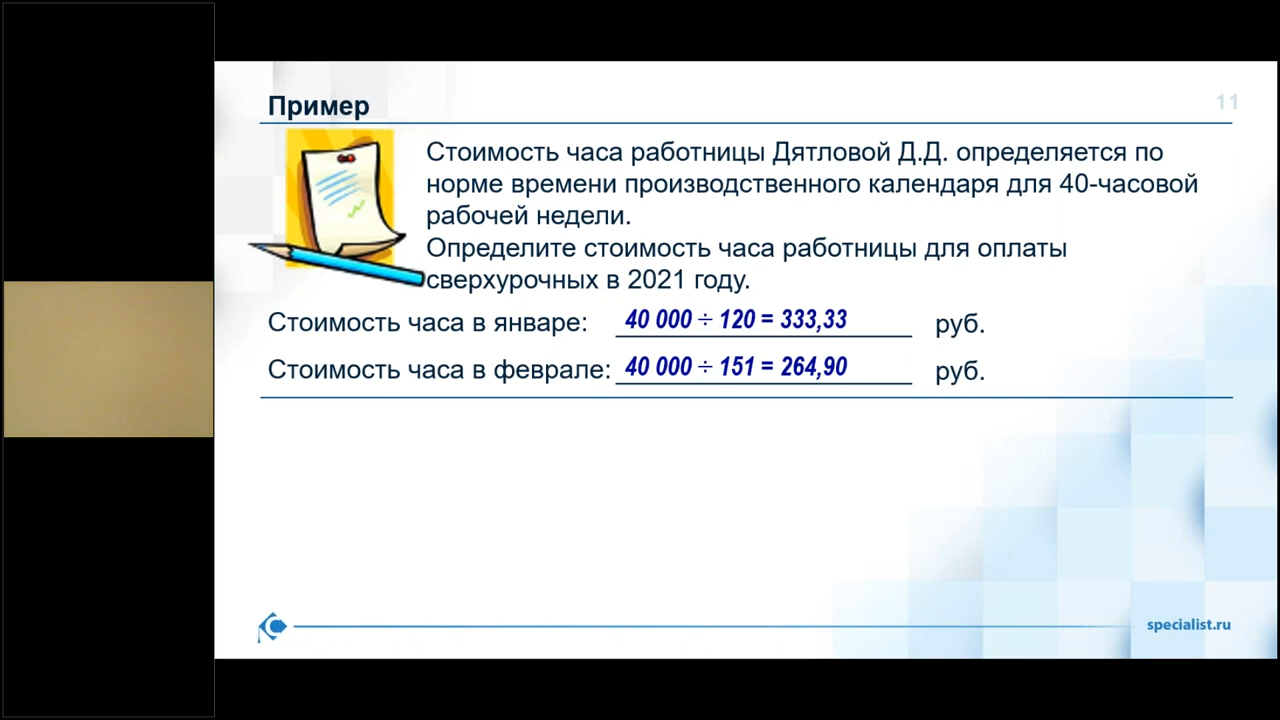 Пример
11
Стоимость часа работницы Дятловой Д.Д. определяется по
норме времени производственного календаря для 40-часовой
рабочей недели.
Определите стоимость часа работницы для оплаты
сверхурочных в 2021 году.
Стоимость часа в январе: 40 000 ÷ 120 = 333,33 руб.
Стоимость часа в феврале: 40 000 ÷ 151 = 264,90 руб.
specialist.ru